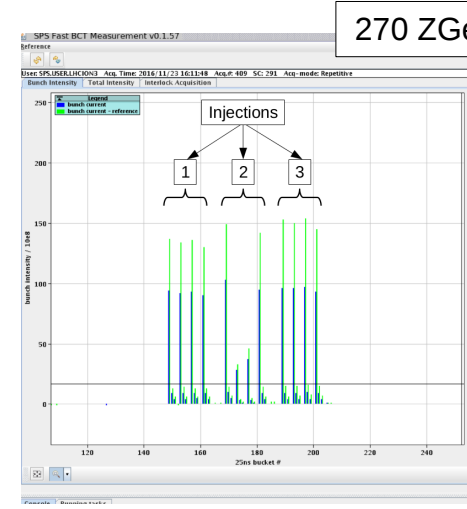 270 ZGe
SPS Fast BCT Measurement v0.1.57
Reference
User: SPS.USER.LHCION3 Acq. Time: 2016/11/23 16:11:48 Acq.#: 409 SC: 291 Acq-mode: Repetitive
Bunch Intensity Total Intensity Interlock Acquisition
Legend
bunch current
bunch current - reference
Injections
1 2 3
bunch intensity / 10e8
250
200
150
100
50
0
120 140 160 180 200 220 240
25ns bucket #
Console Running tasks